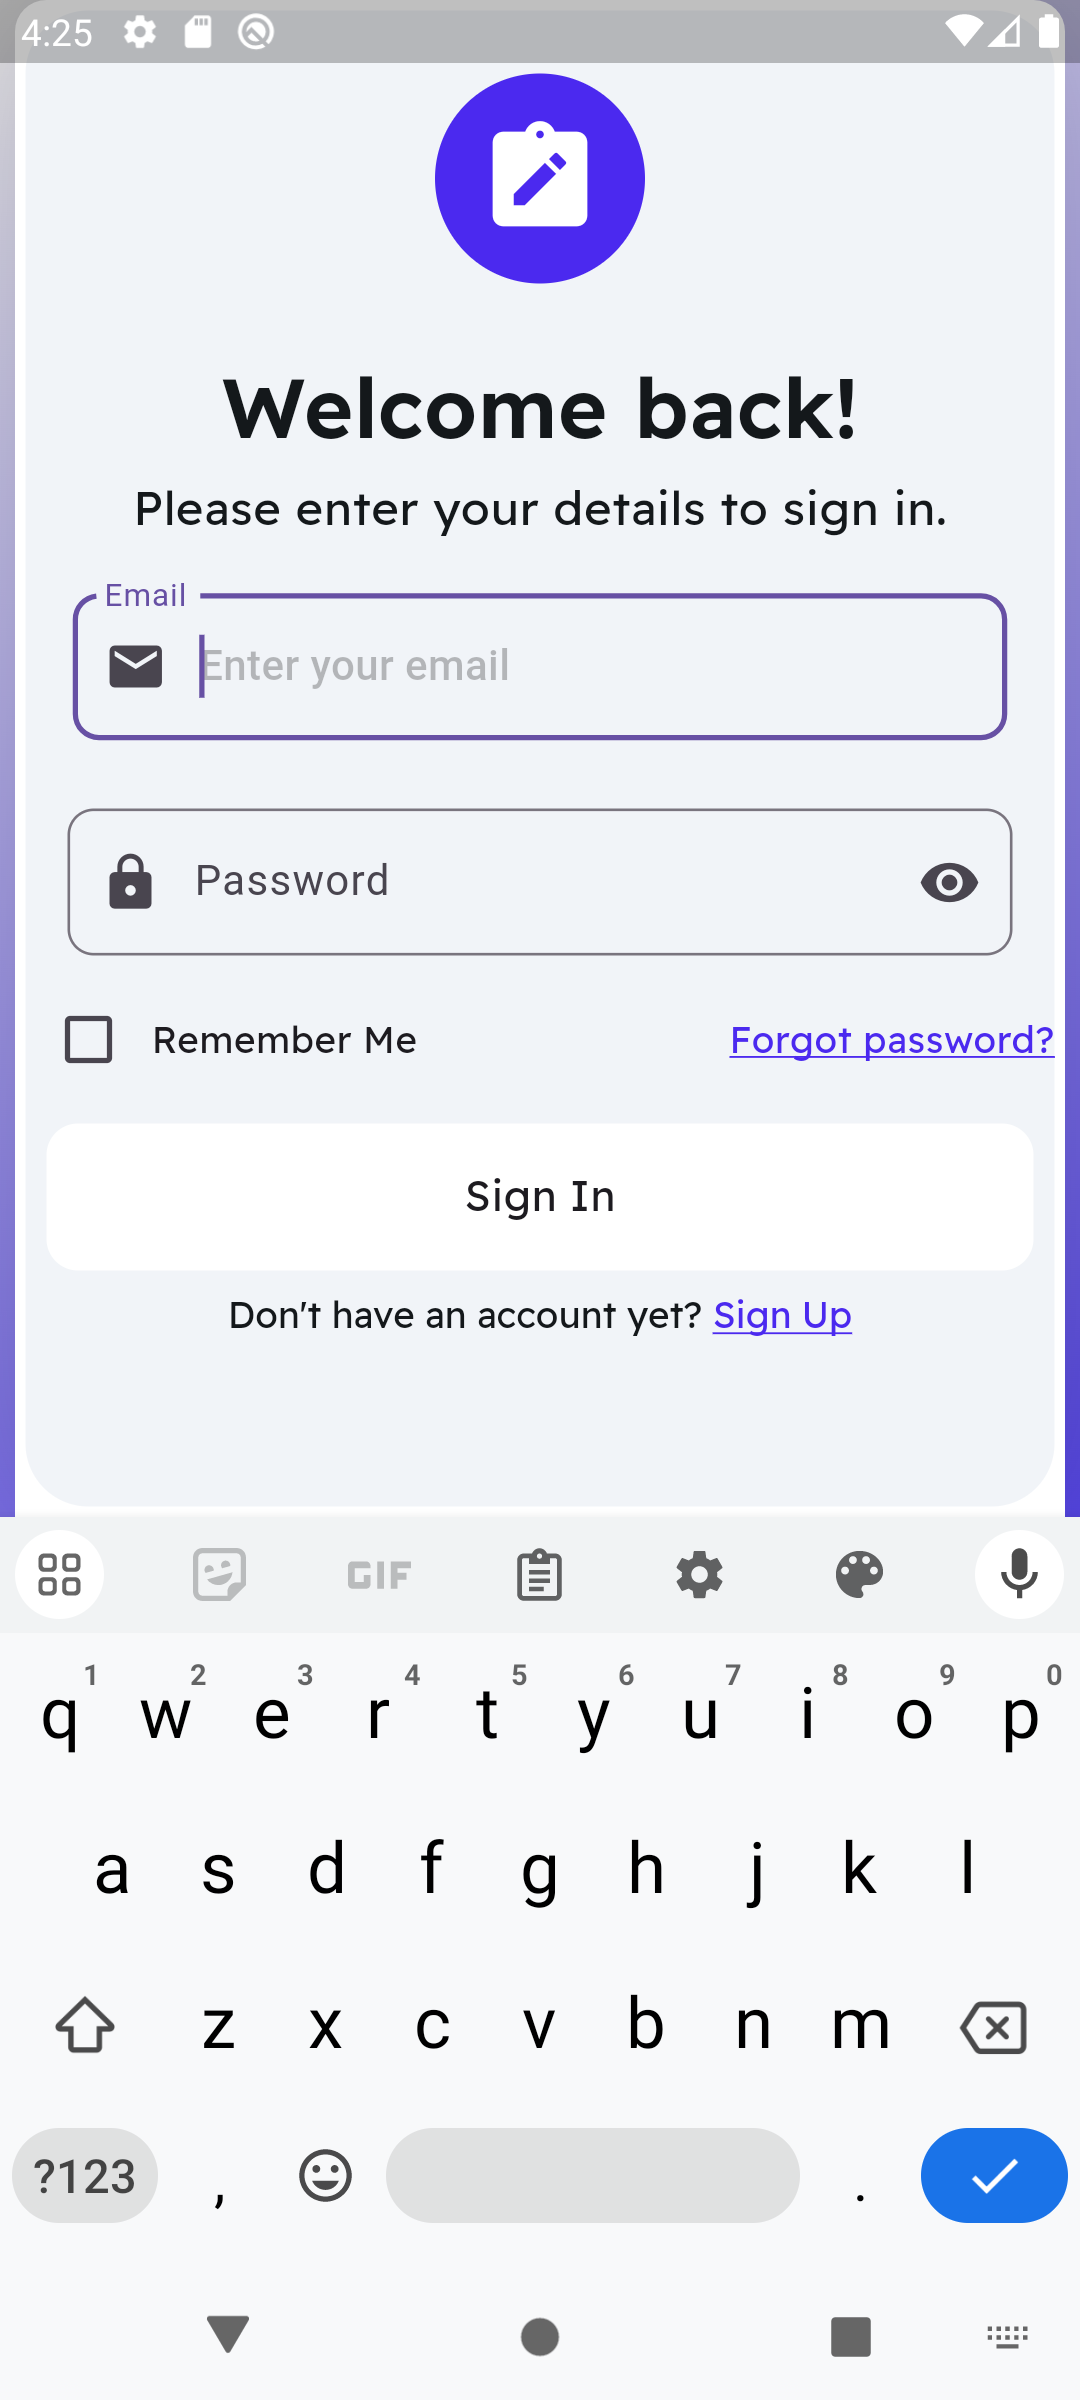 4:25
Welcome back!
Please enter your details to sign in.
Email
Enter your email
Password
Remember Me Forgot password?
Sign In
Don't have an account yet? Sign Up
GIF
q 1 w 2 e 3 r 4 t 5 y 6 u 7 i 8 o 9 p 0
a s d f g h j k l
z x c v b n m
?123 , .